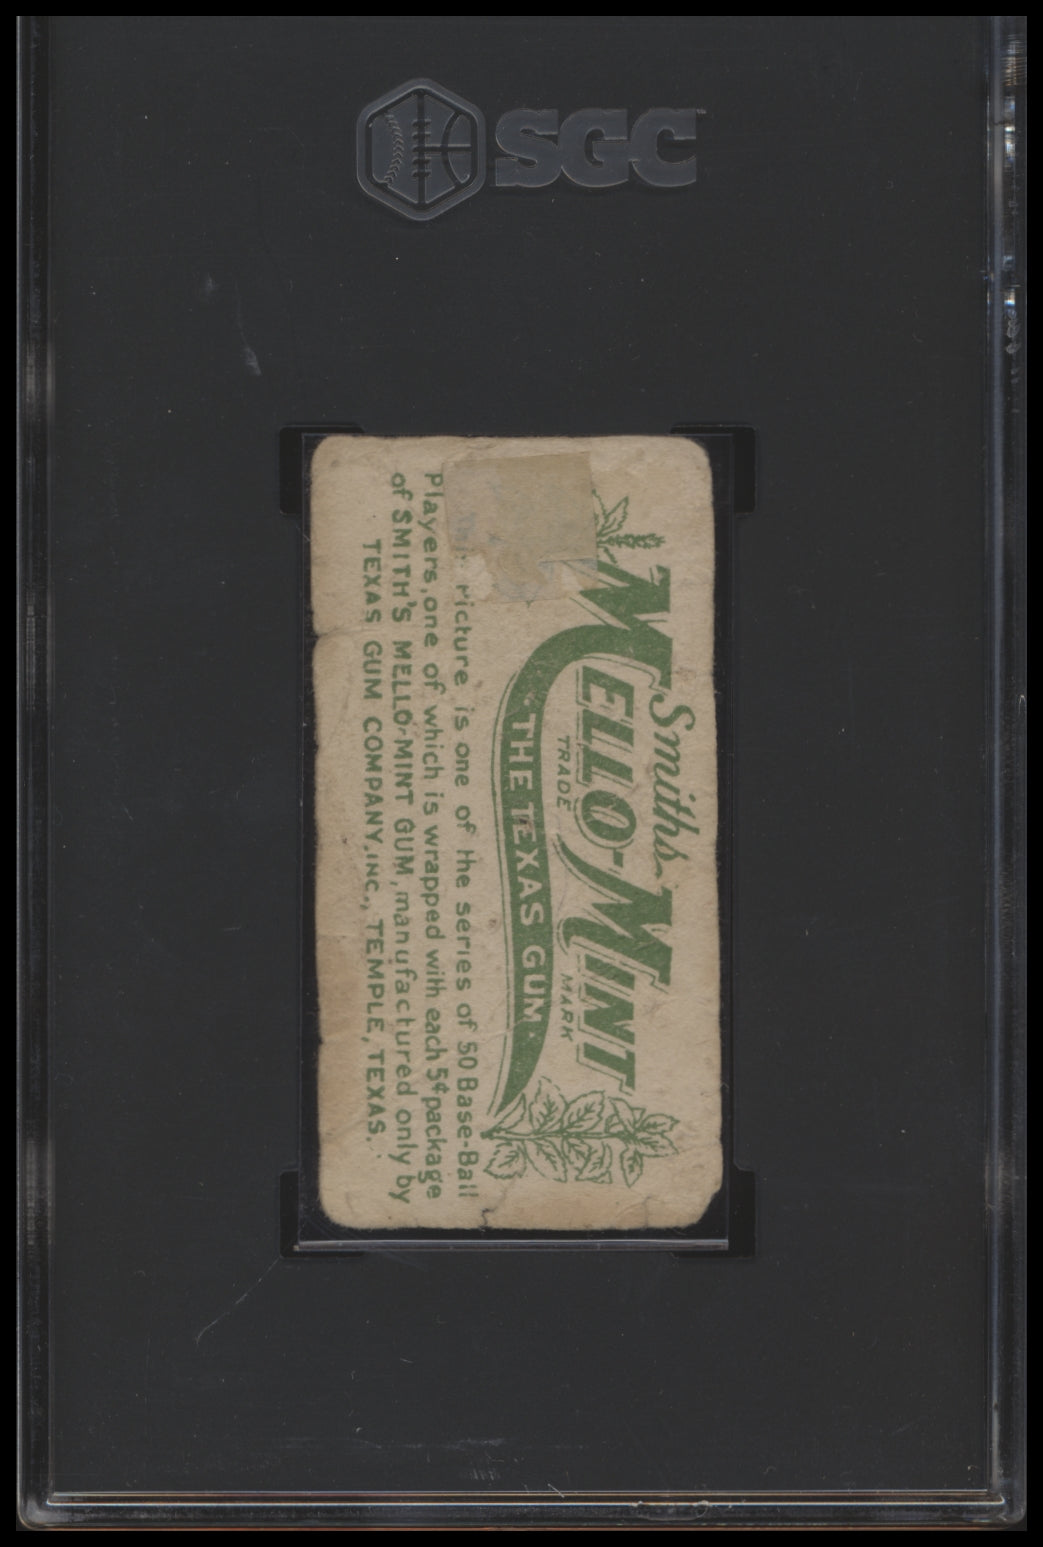 SGC
Smith's
MELLO-MINT
TRADE MARK
THE TEXAS GUM
Picture is one of the series of 50 Base-Ball
Players, one of which is wrapped with each 5¢ package
of SMITH'S MELLO-MINT GUM, manufactured only by
TEXAS GUM COMPANY, INC., TEMPLE, TEXAS.